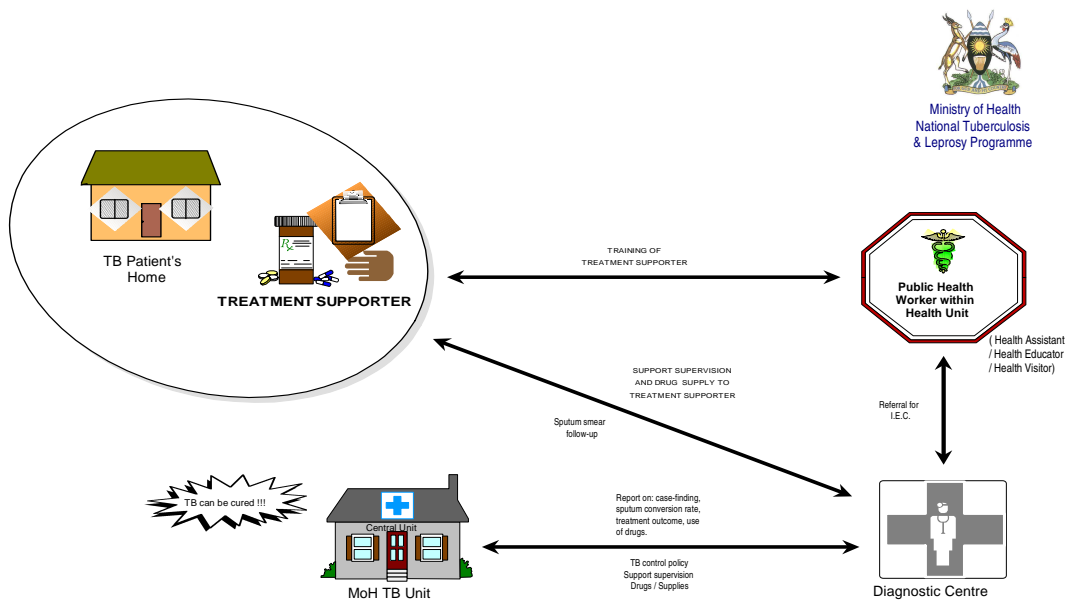 Ministry of Health
National Tuberculosis
& Leprosy Programme
TB Patient's
Home
Rx
TREATMENT SUPPORTER
TRAINING OF
TREATMENT SUPPORTER
Public Health
Worker within
Health Unit
( Health Assistant
/ Health Educator
/ Health Visitor)
SUPPORT SUPERVISION
AND DRUG SUPPLY TO
TREATMENT SUPPORTER
Sputum smear
follow-up
Referral for
I.E.C.
TB can be cured !!!
Central Unit
MoH TB Unit
Report on: case-finding,
sputum conversion rate,
treatment outcome, use
of drugs.
TB control policy
Support supervision
Drugs / Supplies
Diagnostic Centre